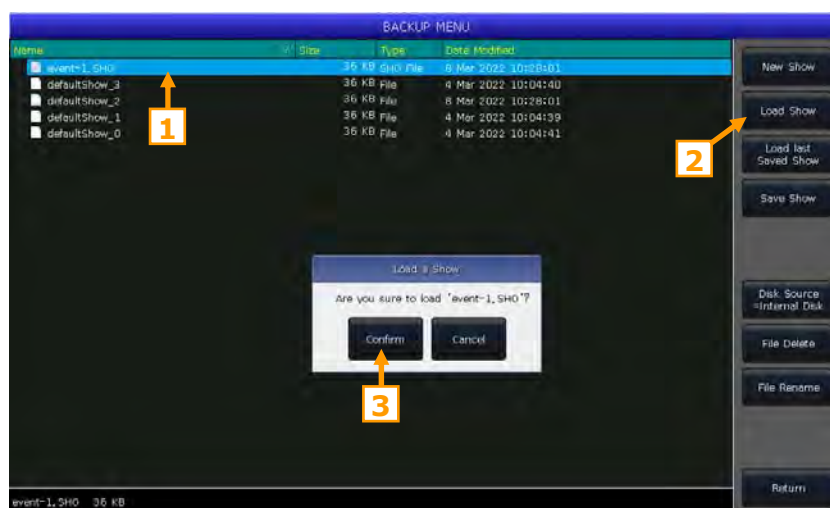 BACKUP MENU
Name Size Type Date Modified
event-1.SHO 36 KB SHO File 8 Mar 2022 10:28:01
defaultShow_3 36 KB File 4 Mar 2022 10:04:40
defaultShow_2 36 KB File 8 Mar 2022 10:28:01
defaultShow_1 36 KB File 4 Mar 2022 10:04:39
defaultShow_0 36 KB File 4 Mar 2022 10:04:41
1
2
New Show
Load Show
Load last
Saved Show
Save Show
Disk Source
=Internal Disk
File Delete
File Rename
Return
Load a Show
Are you sure to load 'event-1.SHO'?
Confirm Cancel
3
event-1.SHO 36 KB